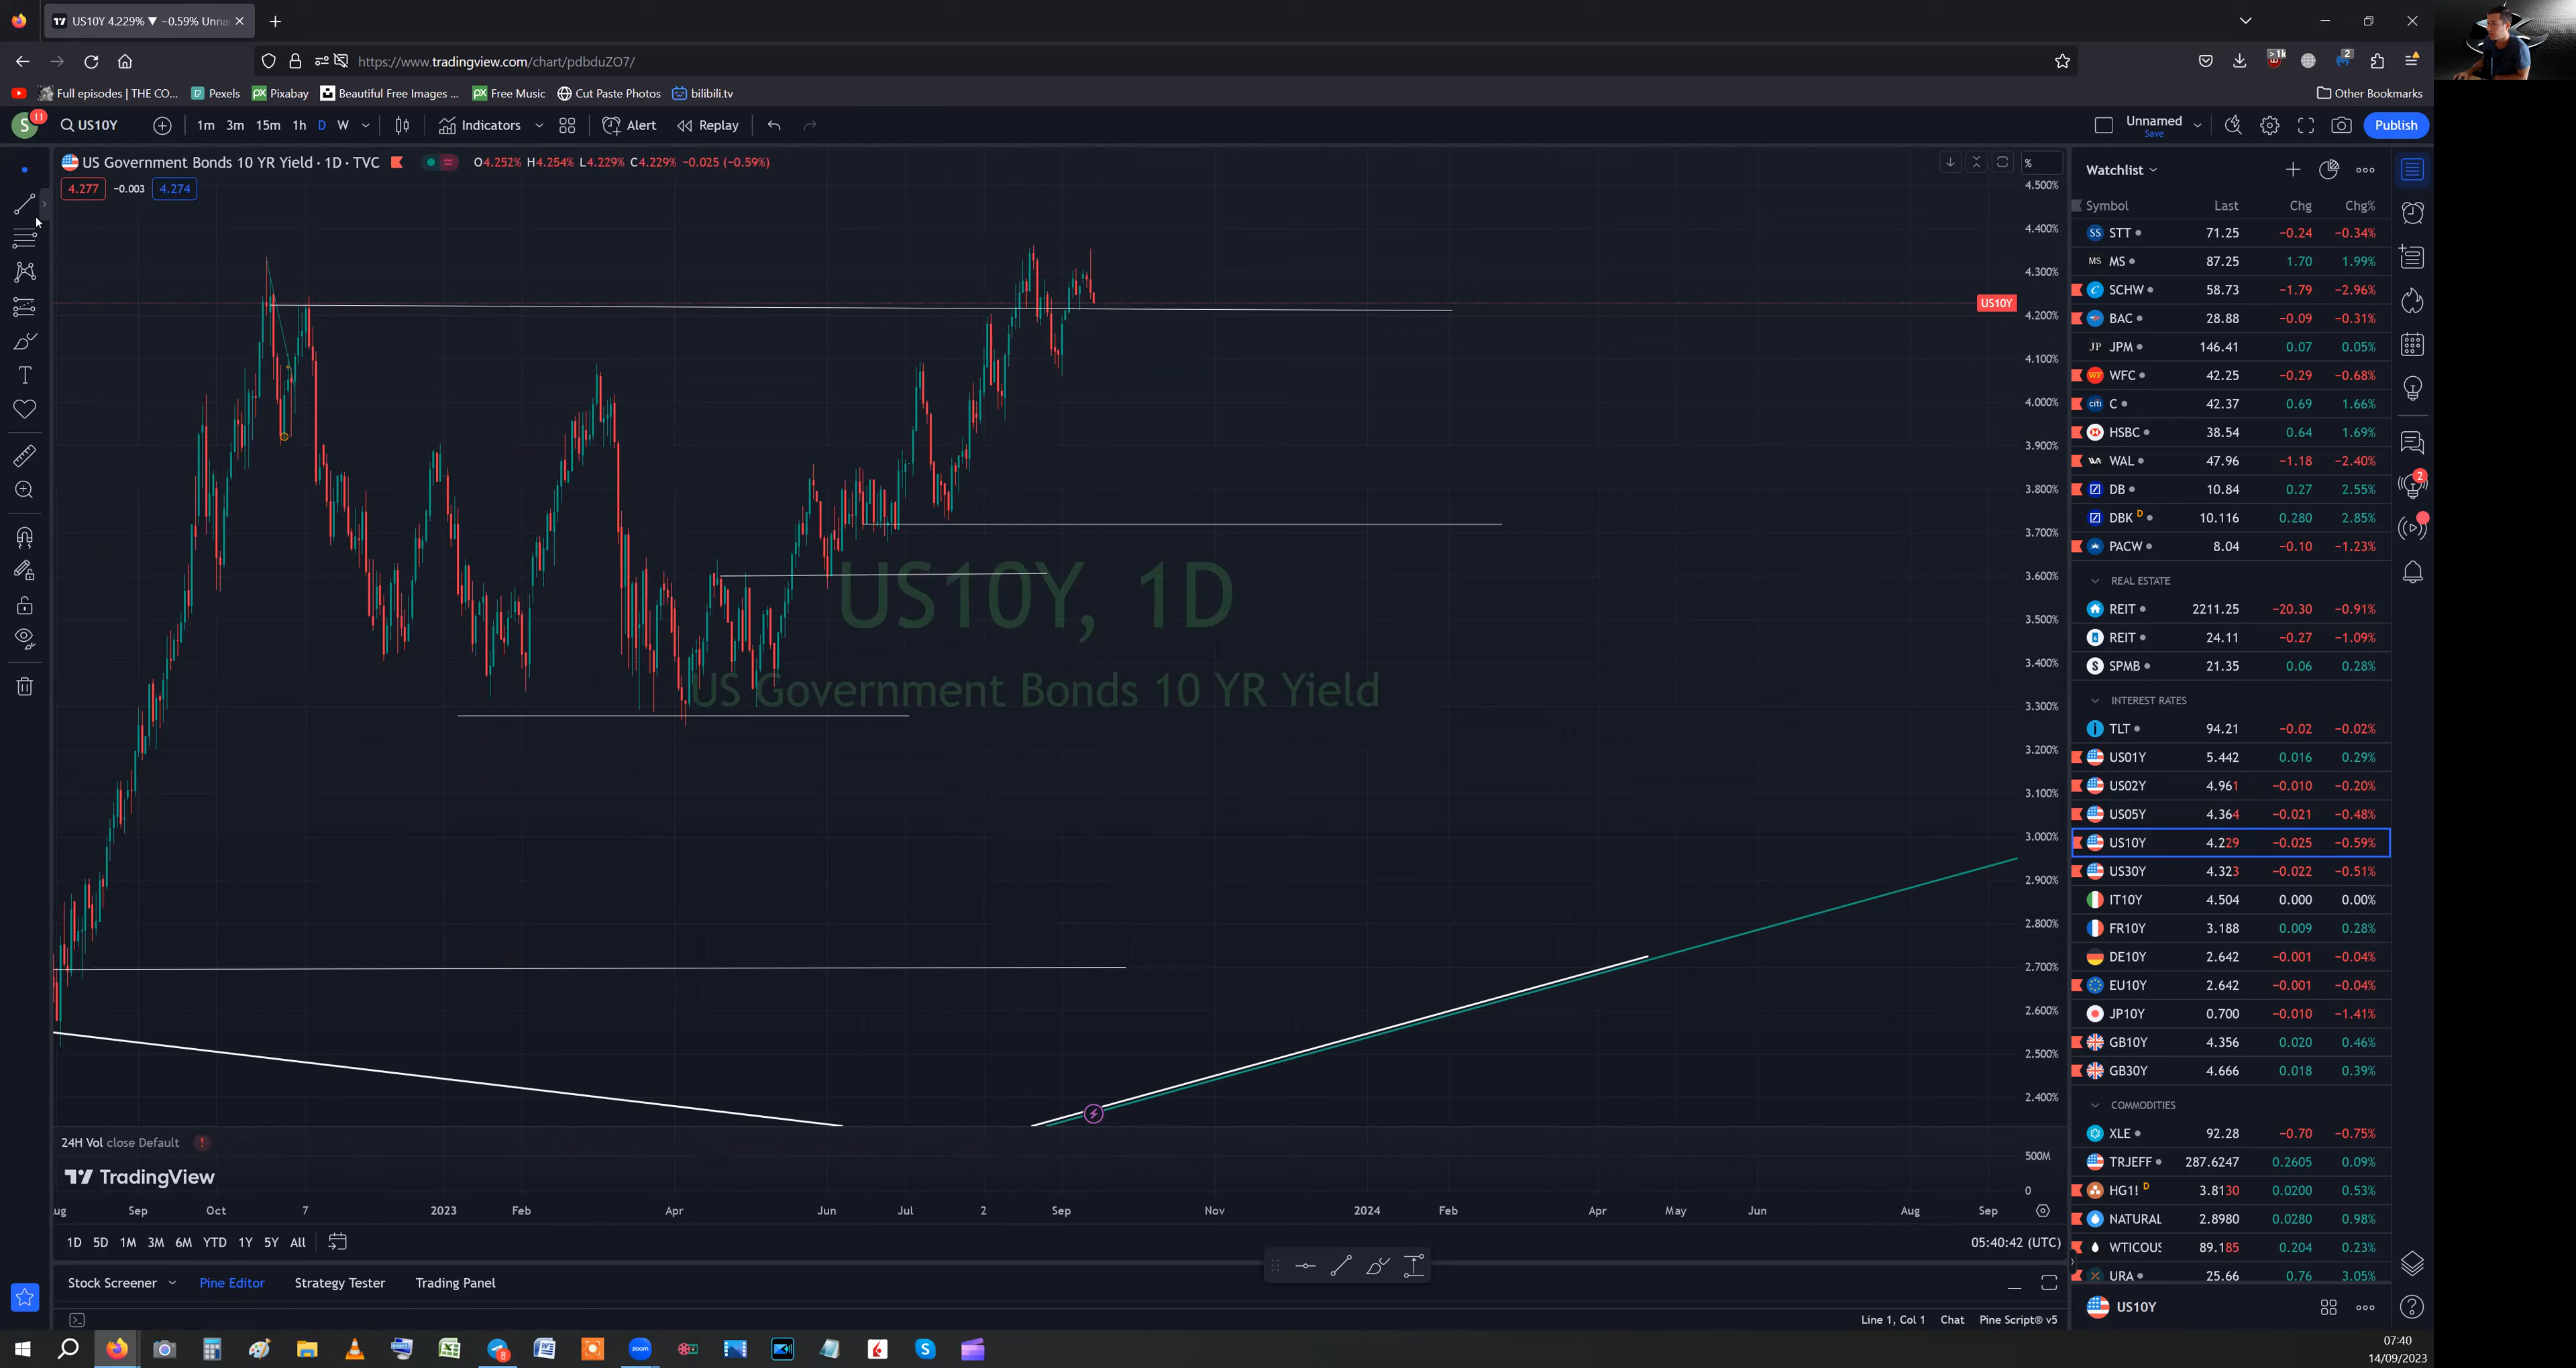 US10Y 4.229% ▼ −0.59% Unna
https://www.tradingview.com/chart/pdbduZO7/
>1k
2
Full episodes | THE CO...
Pexels
Pixabay
Beautiful Free Images ...
Free Music
Cut Paste Photos
bilibili.tv
Other Bookmarks
S
11
US10Y
1m
3m
15m
1h
D
W
Indicators
Alert
Replay
Unnamed
Save
Publish
US Government Bonds 10 YR Yield · 1D · TVC
O4.252% H4.254% L4.229% C4.229% −0.025 (−0.59%)
4.277
−0.003
4.274
%
4.500%
4.400%
4.300%
US10Y
4.200%
4.100%
4.000%
3.900%
3.800%
3.700%
3.600%
3.500%
3.400%
3.300%
3.200%
3.100%
3.000%
2.900%
2.800%
2.700%
2.600%
2.500%
2.400%
500M
0
US10Y, 1D
US Government Bonds 10 YR Yield
24H Vol close Default
TradingView
ug
Sep
Oct
7
2023
Feb
Apr
Jun
Jul
2
Sep
Nov
2024
Feb
Apr
May
Jun
Aug
Sep
1D
5D
1M
3M
6M
YTD
1Y
5Y
All
05:40:42 (UTC)
Stock Screener
Pine Editor
Strategy Tester
Trading Panel
Line 1, Col 1
Chat
Pine Script® v5
Watchlist
Symbol Last Chg Chg%
STT 71.25 −0.24 −0.34%
MS 87.25 1.70 1.99%
SCHW 58.73 −1.79 −2.96%
BAC 28.88 −0.09 −0.31%
JPM 146.41 0.07 0.05%
WFC 42.25 −0.29 −0.68%
C 42.37 0.69 1.66%
HSBC 38.54 0.64 1.69%
WAL 47.96 −1.18 −2.40%
DB 10.84 0.27 2.55%
DBK D 10.116 0.280 2.85%
PACW 8.04 −0.10 −1.23%
REAL ESTATE
REIT 2211.25 −20.30 −0.91%
REIT 24.11 −0.27 −1.09%
SPMB 21.35 0.06 0.28%
INTEREST RATES
TLT 94.21 −0.02 −0.02%
US01Y 5.442 0.016 0.29%
US02Y 4.961 −0.010 −0.20%
US05Y 4.364 −0.021 −0.48%
US10Y 4.229 −0.025 −0.59%
US30Y 4.323 −0.022 −0.51%
IT10Y 4.504 0.000 0.00%
FR10Y 3.188 0.009 0.28%
DE10Y 2.642 −0.001 −0.04%
EU10Y 2.642 −0.001 −0.04%
JP10Y 0.700 −0.010 −1.41%
GB10Y 4.356 0.020 0.46%
GB30Y 4.666 0.018 0.39%
COMMODITIES
XLE 92.28 −0.70 −0.75%
TRJEFF 287.6247 0.2605 0.09%
HG1! D 3.8130 0.0200 0.53%
NATURAL 2.8980 0.0280 0.98%
WTICOUS 89.185 0.204 0.23%
URA 25.66 0.76 3.05%
US10Y
2
8
07:40
14/09/2023